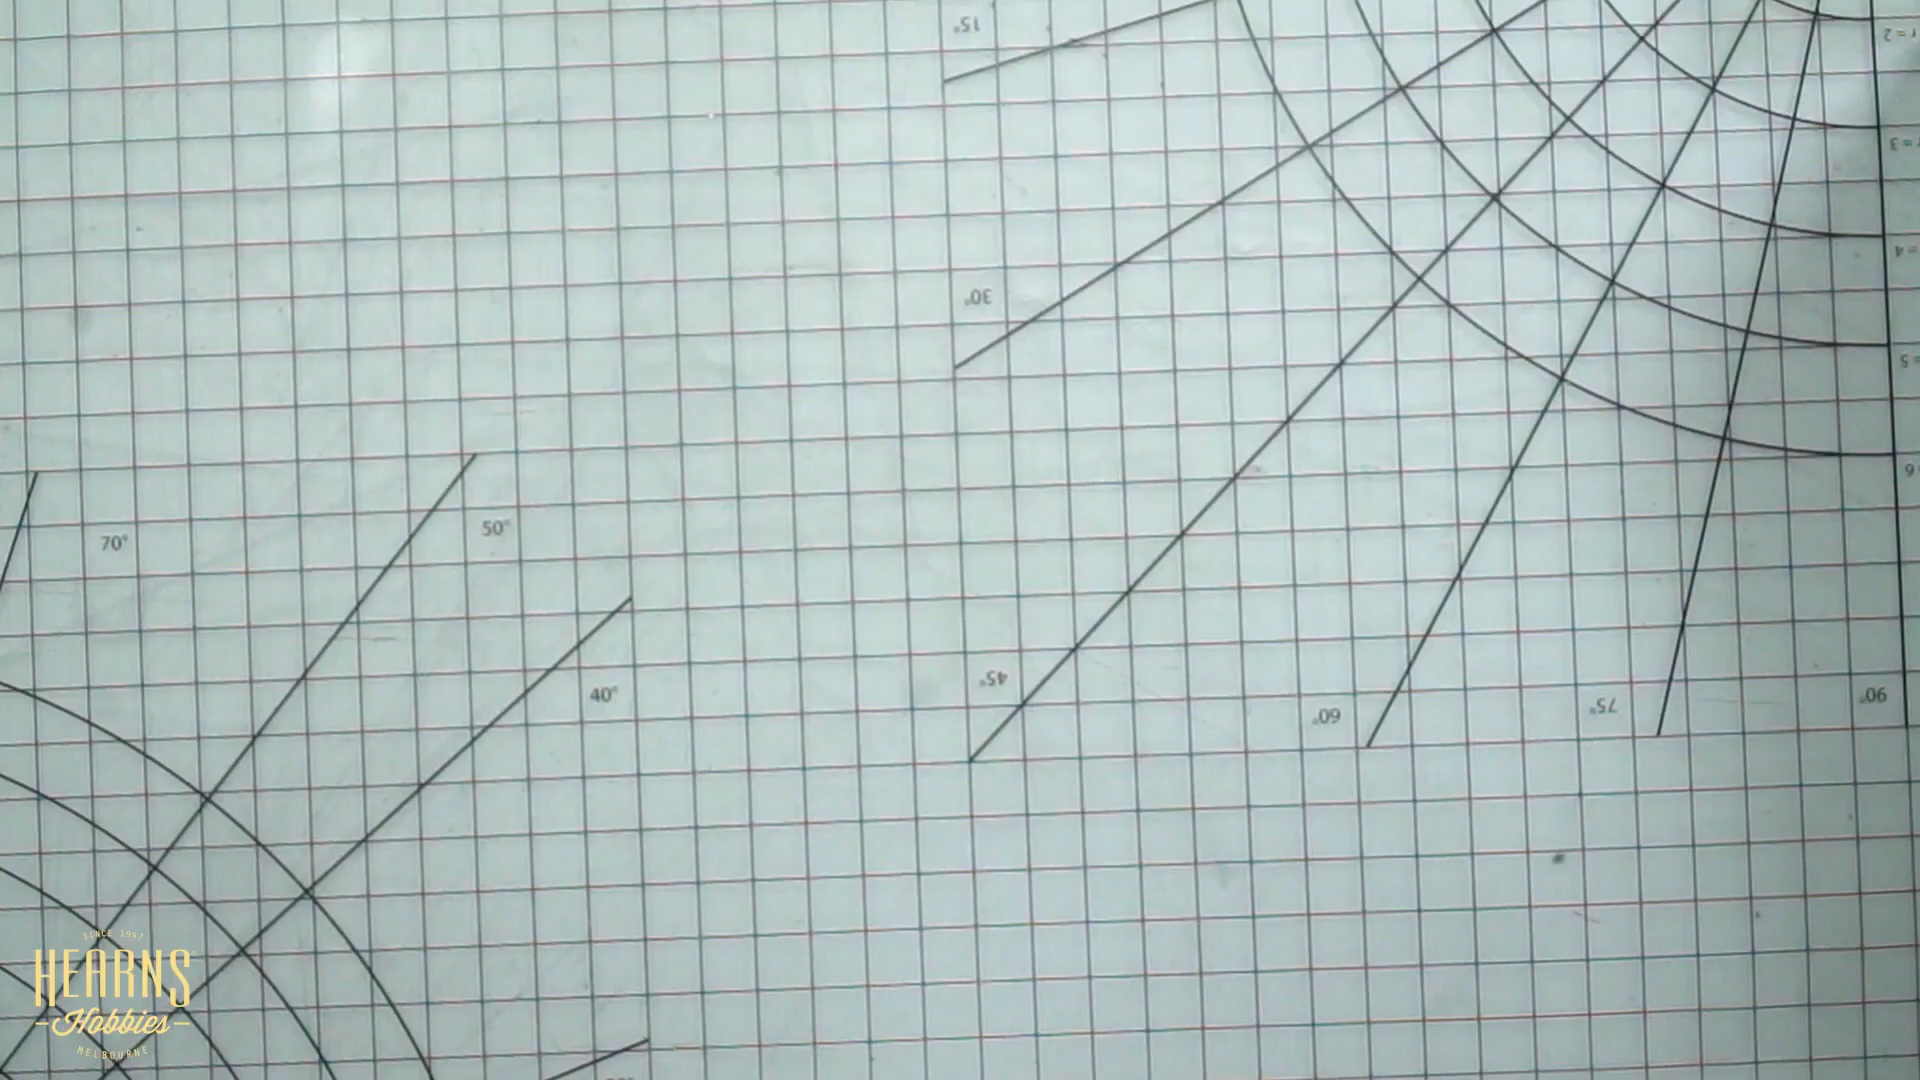 15°
r = 2
= 3
= 4
= 5
6
30°
70°
50°
40°
45°
60°
75°
90°
SINCE 1947
HEARNS
Hobbies
MELBOURNE